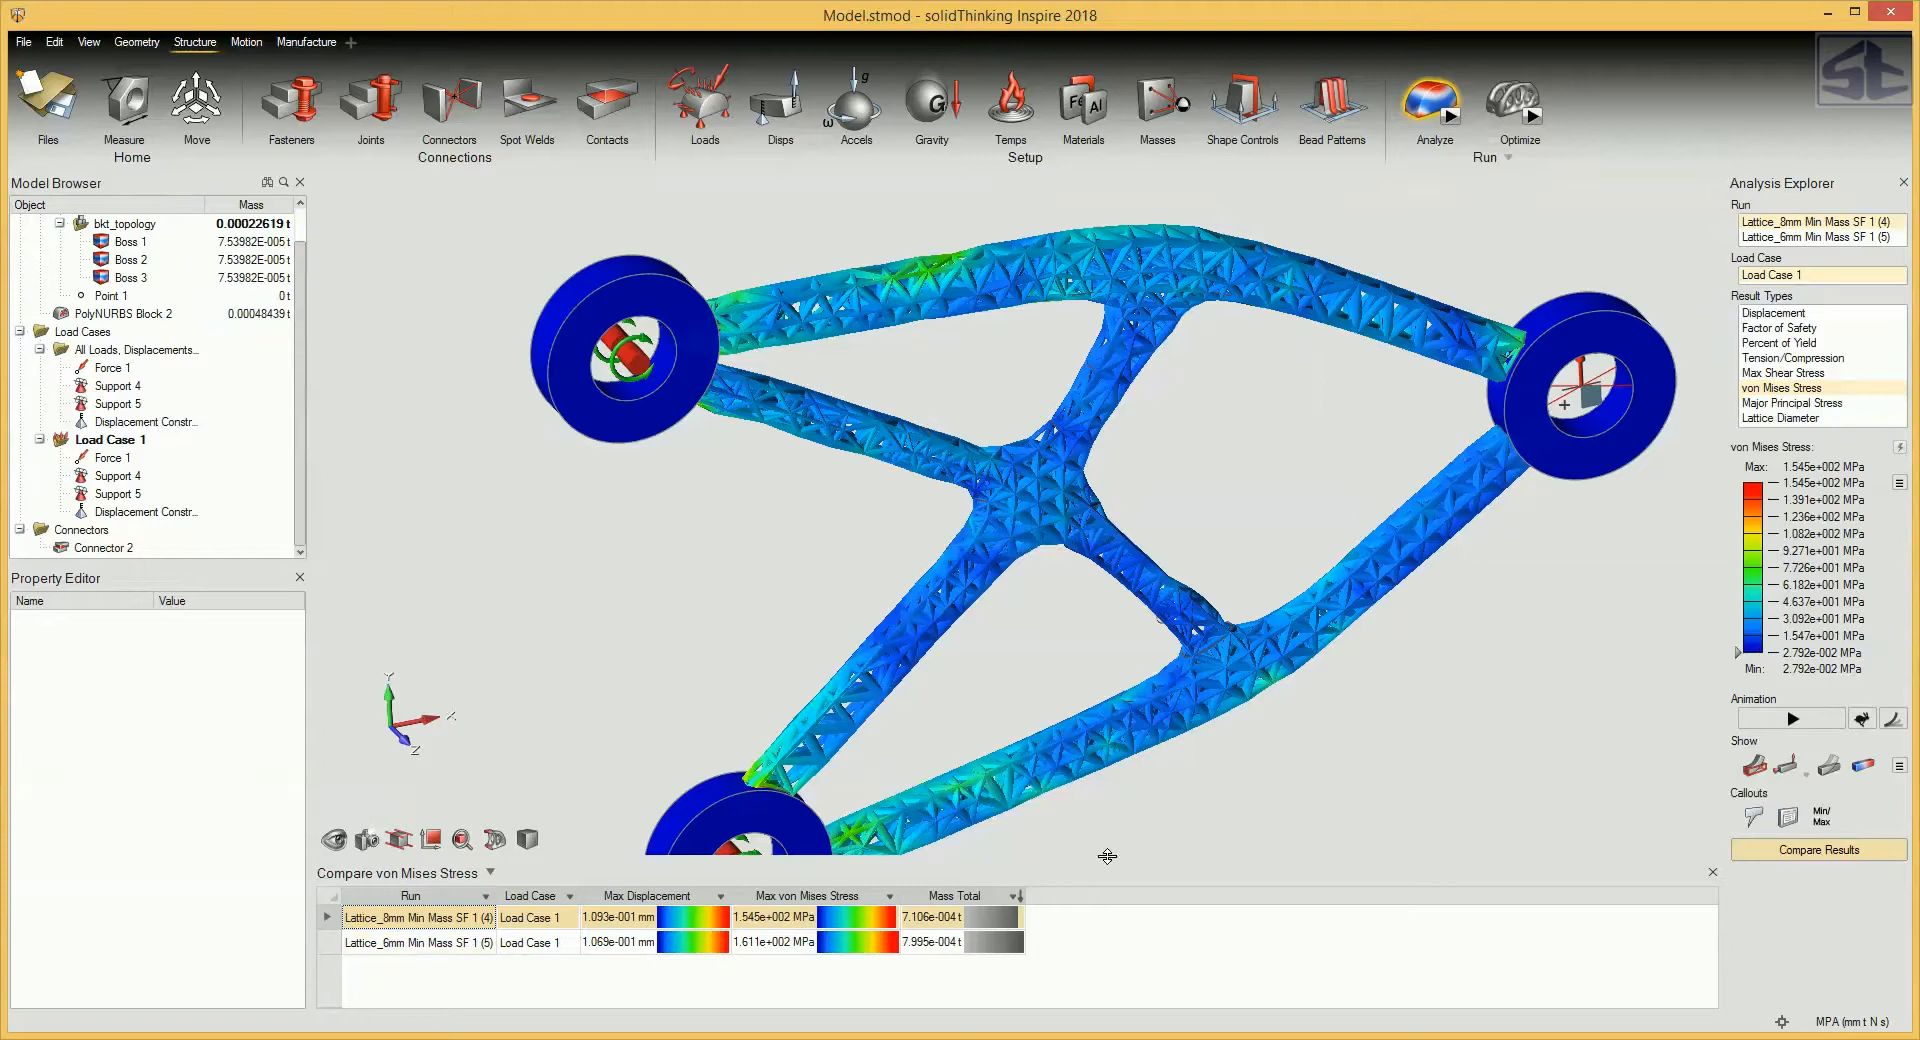 Model.stmod - solidThinking Inspire 2018
File Edit View Geometry Structure Motion Manufacture
Files Measure Move Fasteners Joints Connectors Spot Welds Contacts Loads Disps Accels Gravity Temps Materials Masses Shape Controls Bead Patterns Analyze Optimize
Home Connections Setup Run
Model Browser
Object Mass
bkt_topology 0.00022619 t
Boss 1 7.53982E-005 t
Boss 2 7.53982E-005 t
Boss 3 7.53982E-005 t
Point 1 0 t
PolyNURBS Block 2 0.00048439 t
Load Cases
All Loads, Displacements...
Force 1
Support 4
Support 5
Displacement Constr...
Load Case 1
Force 1
Support 4
Support 5
Displacement Constr...
Connectors
Connector 2
Property Editor
Name Value
Y
X
Z
Analysis Explorer
Run
Lattice_8mm Min Mass SF 1 (4)
Lattice_6mm Min Mass SF 1 (5)
Load Case
Load Case 1
Result Types
Displacement
Factor of Safety
Percent of Yield
Tension/Compression
Max Shear Stress
von Mises Stress
Major Principal Stress
Lattice Diameter
von Mises Stress:
Max: 1.545e+002 MPa
1.545e+002 MPa
1.391e+002 MPa
1.236e+002 MPa
1.082e+002 MPa
9.271e+001 MPa
7.726e+001 MPa
6.182e+001 MPa
4.637e+001 MPa
3.092e+001 MPa
1.547e+001 MPa
2.792e-002 MPa
Min: 2.792e-002 MPa
Animation
Show
Callouts
Min/
Max
Compare Results
Compare von Mises Stress
Run Load Case Max Displacement Max von Mises Stress Mass Total
Lattice_8mm Min Mass SF 1 (4) Load Case 1 1.093e-001 mm 1.545e+002 MPa 7.106e-004 t
Lattice_6mm Min Mass SF 1 (5) Load Case 1 1.069e-001 mm 1.611e+002 MPa 7.995e-004 t
MPA (mm t N s)